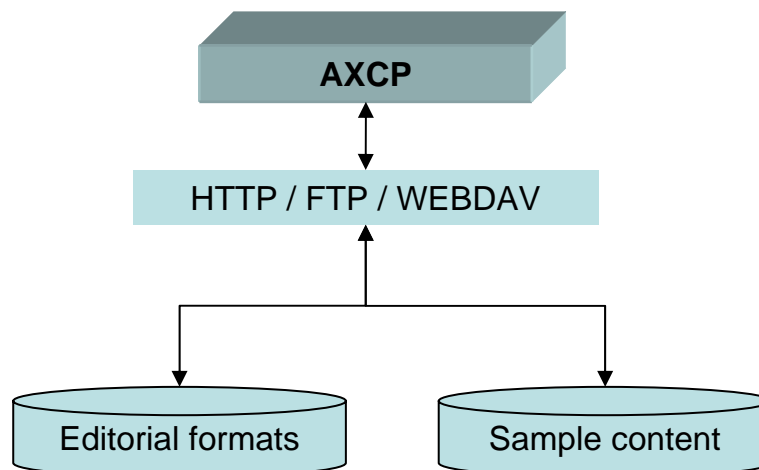 AXCP
HTTP / FTP / WEBDAV
Editorial formats
Sample content